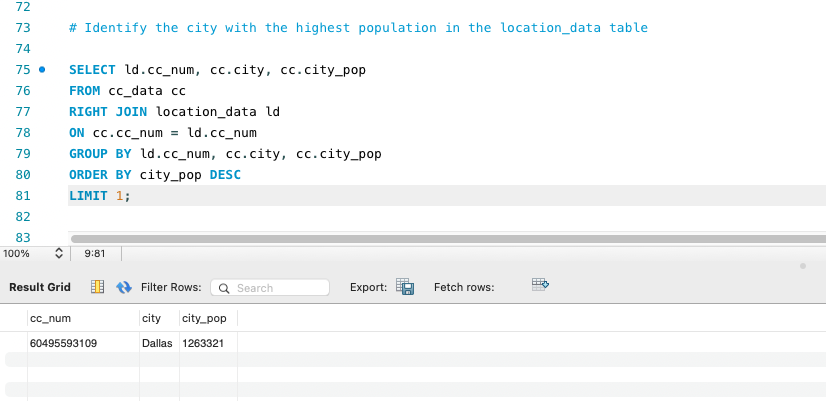 72
73 # Identify the city with the highest population in the location_data table
74
75 SELECT ld.cc_num, cc.city, cc.city_pop
76 FROM cc_data cc
77 RIGHT JOIN location_data ld
78 ON cc.cc_num = ld.cc_num
79 GROUP BY ld.cc_num, cc.city, cc.city_pop
80 ORDER BY city_pop DESC
81 LIMIT 1;
82
83
100% 9:81
Result Grid Filter Rows: Search Export: Fetch rows:
cc_num city city_pop
60495593109 Dallas 1263321